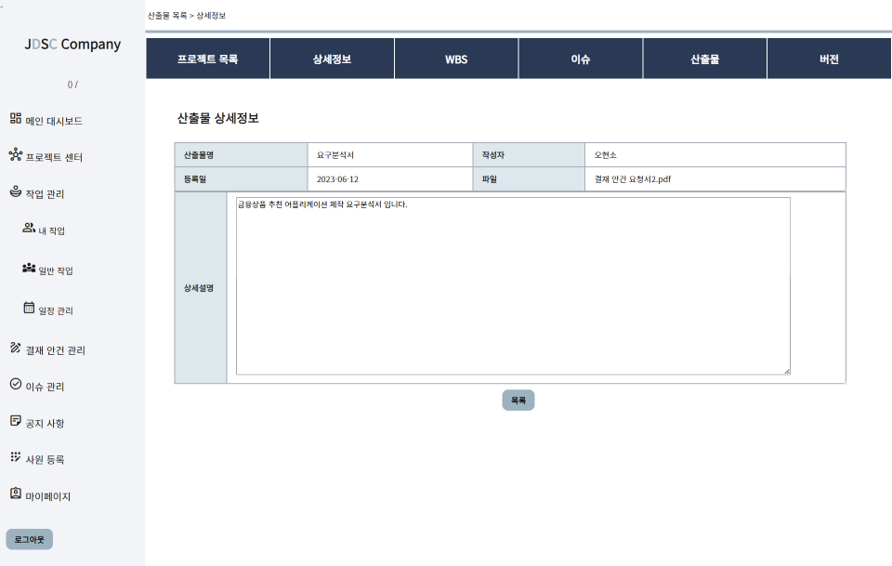 -
산출물 목록 > 상세정보
JDSC Company
() /
메인 대시보드
프로젝트 센터
작업 관리
내 작업
일반 작업
일정 관리
결재 안건 관리
이슈 관리
공지 사항
사원 등록
마이페이지
로그아웃
프로젝트 목록 상세정보 WBS 이슈 산출물 버전
산출물 상세정보
산출물명 요구분석서 작성자 오현소
등록일 2023-06-12 파일 결재 안건 요청서2.pdf
상세설명 금융상품 추천 어플리케이션 제작 요구분석서 입니다.
목록